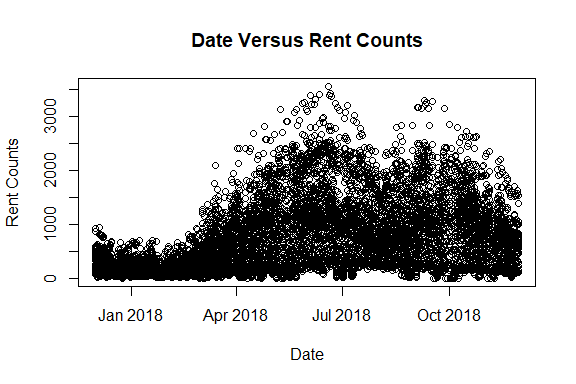 Date Versus Rent Counts
Rent Counts
3000
2000
1000
0
Jan 2018 Apr 2018 Jul 2018 Oct 2018
Date